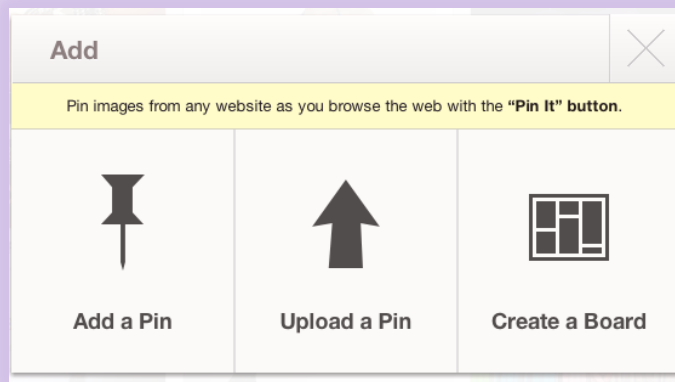 Add
Pin images from any website as you browse the web with the “Pin It” button.
Add a Pin
Upload a Pin
Create a Board